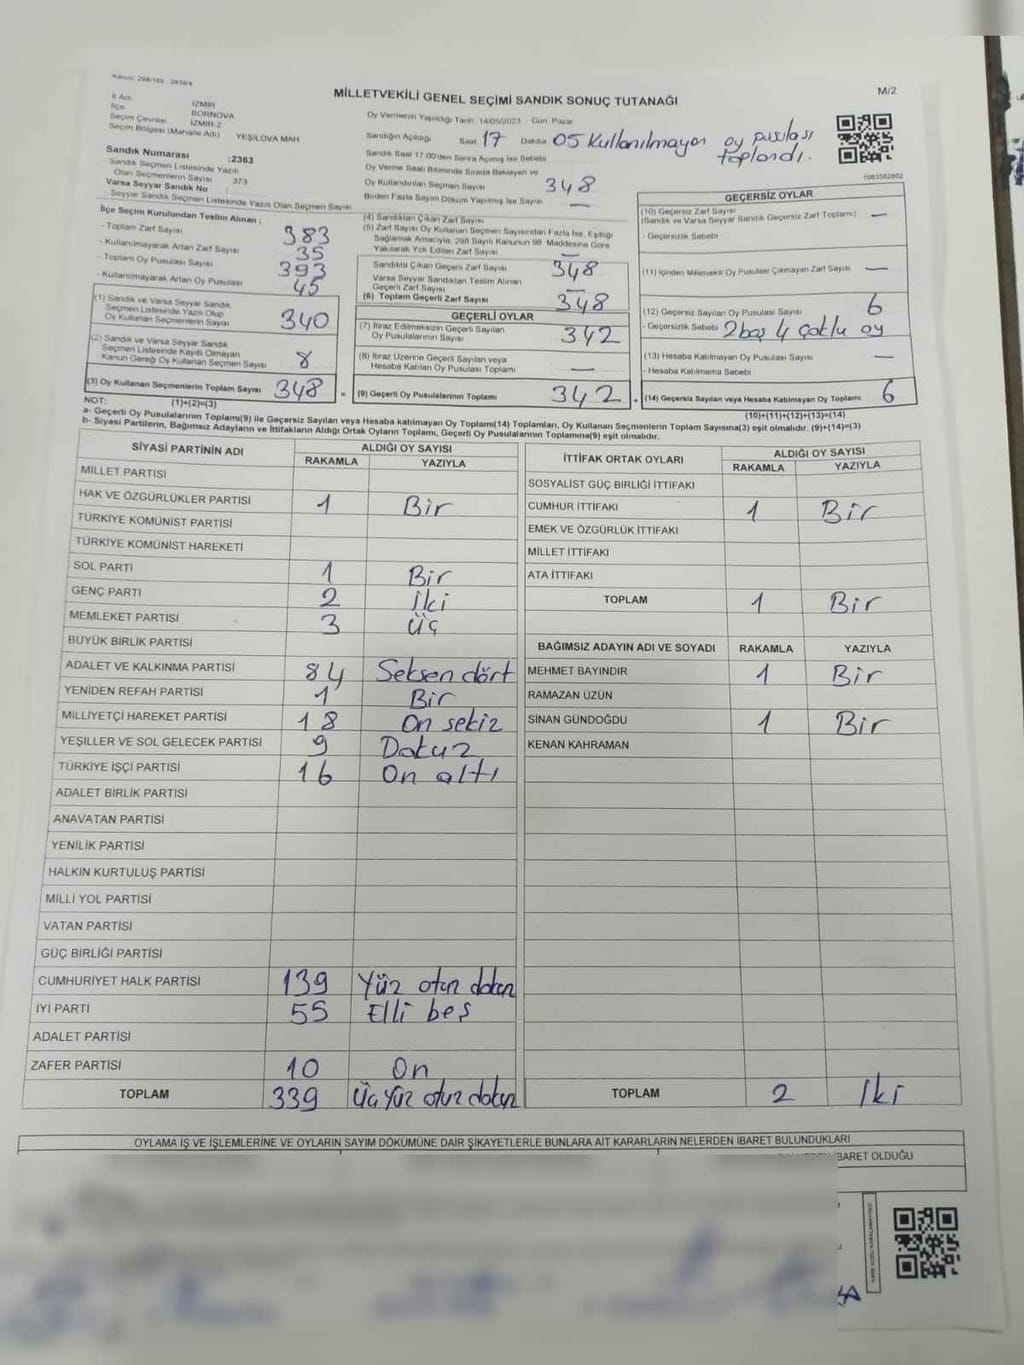 Kanun: 298/105 2839/4
MİLLETVEKİLİ GENEL SEÇİMİ SANDIK SONUÇ TUTANAĞI
M/2
İl Adı İZMİR
İlçe BORNOVA
Seçim Çevresi İZMİR-2
Seçim Bölgesi (Mahalle Adı) YEŞİLOVA MAH
Sandık Numarası :2363
- Sandık Seçmen Listesinde Yazılı
Olan Seçmenlerin Sayısı 373
Varsa Seyyar Sandık No :
- Seyyar Sandık Seçmen Listesinde Yazılı Olan Seçmen Sayısı
Oy Vermenin Yapıldığı Tarih :14/05/2023 Gün: Pazar
Sandığın Açıldığı Saat 17 Dakika 05 Kullanılmayan oy pusulası toplandı.
Sandık Saat 17.00'den Sonra Açılmış İse Sebebi
Oy Verme Saati Bitiminde Sırada Bekleyen ve
Oy Kullandırılan Seçmen Sayısı 348
Birden Fazla Sayım Döküm Yapılmış İse Sayısı —
1083582802
İlçe Seçim Kurulundan Teslim Alınan ;
- Toplam Zarf Sayısı 383
- Kullanılmayarak Artan Zarf Sayısı 35
- Toplam Oy Pusulası Sayısı 393
- Kullanılmayarak Artan Oy Pusulası 45
(1) Sandık ve Varsa Seyyar Sandık
Seçmen Listesinde Yazılı Olup
Oy Kullanan Seçmenlerin Sayısı 340
(2) Sandık ve Varsa Seyyar Sandık
Seçmen Listesinde Kayıtlı Olmayan
Kanun Gereği Oy Kullanan Seçmen Sayısı 8
(3) Oy Kullanan Seçmenlerin Toplam Sayısı 348 =
(1)+(2)=(3)
(4) Sandıktan Çıkan Zarf Sayısı
(5) Zarf Sayısı Oy Kullanan Seçmen Sayısından Fazla İse, Eşitliği
Sağlamak Amacıyla, 298 Sayılı Kanunun 98. Maddesine Göre
Yakılarak Yok Edilen Zarf Sayısı —
Sandıkta Çıkan Geçerli Zarf Sayısı 348
Varsa Seyyar Sandıktan Teslim Alınan
Geçerli Zarf Sayısı —
(6) Toplam Geçerli Zarf Sayısı 348
GEÇERLİ OYLAR
(7) İtiraz Edilmeksizin Geçerli Sayılan
Oy Pusulalarının Sayısı 342
(8) İtiraz Üzerine Geçerli Sayılan veya
Hesaba Katılan Oy Pusulası Toplamı —
(9) Geçerli Oy Pusulalarının Toplamı 342 +
GEÇERSİZ OYLAR
(10) Geçersiz Zarf Sayısı
(Sandık ve Varsa Seyyar Sandık Geçersiz Zarf Toplamı) —
- Geçersizlik Sebebi
(11) İçinden Milletvekili Oy Pusulası Çıkmayan Zarf Sayısı —
(12) Geçersiz Sayılan Oy Pusulası Sayısı 6
- Geçersizlik Sebebi 2 boş 4 çoklu oy
(13) Hesaba Katılmayan Oy Pusulası Sayısı —
- Hesaba Katılmama Sebebi
(14) Geçersiz Sayılan veya Hesaba Katılmayan Oy Toplamı 6
(10)+(11)+(12)+(13)=(14)
NOT:
a- Geçerli Oy Pusulalarının Toplamı(9) ile Geçersiz Sayılan veya Hesaba katılmayan Oy Toplamı(14) Toplamları, Oy Kullanan Seçmenlerin Toplam Sayısına(3) eşit olmalıdır. (9)+(14)=(3)
b- Siyasi Partilerin, Bağımsız Adayların ve İttifakların Aldığı Ortak Oyların Toplamı, Geçerli Oy Pusulalarının Toplamına(9) eşit olmalıdır.
SİYASİ PARTİNİN ADI ALDIĞI OY SAYISI
RAKAMLA YAZIYLA
MİLLET PARTİSİ
HAK VE ÖZGÜRLÜKLER PARTİSİ 1 Bir
TÜRKİYE KOMÜNİST PARTİSİ
TÜRKİYE KOMÜNİST HAREKETİ
SOL PARTİ 1 Bir
GENÇ PARTİ 2 iki
MEMLEKET PARTİSİ 3 üç
BÜYÜK BİRLİK PARTİSİ
ADALET VE KALKINMA PARTİSİ 84 Seksen dört
YENİDEN REFAH PARTİSİ 1 Bir
MİLLİYETÇİ HAREKET PARTİSİ 18 On sekiz
YEŞİLLER VE SOL GELECEK PARTİSİ 9 Dokuz
TÜRKİYE İŞÇİ PARTİSİ 16 On altı
ADALET BİRLİK PARTİSİ
ANAVATAN PARTİSİ
YENİLİK PARTİSİ
HALKIN KURTULUŞ PARTİSİ
MİLLİ YOL PARTİSİ
VATAN PARTİSİ
GÜÇ BİRLİĞİ PARTİSİ
CUMHURİYET HALK PARTİSİ 139 Yüz otuz dokuz
İYİ PARTİ 55 Elli beş
ADALET PARTİSİ
ZAFER PARTİSİ 10 On
TOPLAM 339 Üçyüz otuz dokuz
İTTİFAK ORTAK OYLARI ALDIĞI OY SAYISI
RAKAMLA YAZIYLA
SOSYALİST GÜÇ BİRLİĞİ İTTİFAKI
CUMHUR İTTİFAKI 1 Bir
EMEK VE ÖZGÜRLÜK İTTİFAKI
MİLLET İTTİFAKI
ATA İTTİFAKI
TOPLAM 1 Bir
BAĞIMSIZ ADAYIN ADI VE SOYADI RAKAMLA YAZIYLA
MEHMET BAYINDIR 1 Bir
RAMAZAN ÜZÜN
SİNAN GÜNDOĞDU 1 Bir
KENAN KAHRAMAN
TOPLAM 2 İki
OYLAMA İŞ VE İŞLEMLERİNE VE OYLARIN SAYIM DÖKÜMÜNE DAİR ŞİKAYETLERLE BUNLARA AİT KARARLARIN NELERDEN İBARET BULUNDUKLARI
İBARET OLDUĞU